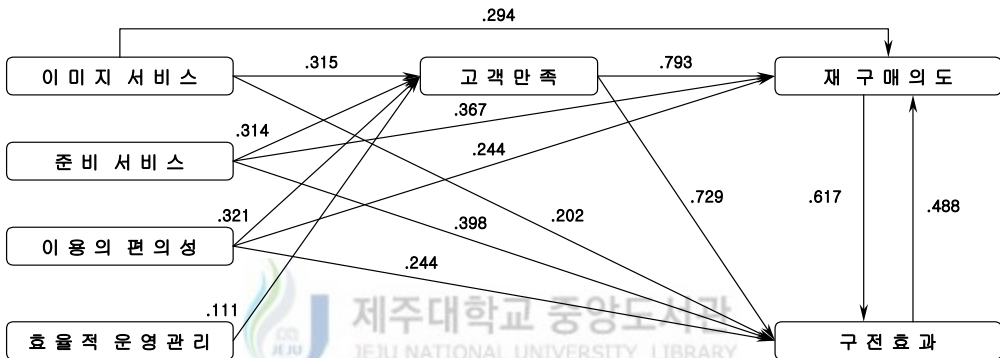 .294
이미지 서비스
.315
고객만족
.793
재 구매의도
.367
.314
준비 서비스
.244
.321
.398
.202
.729
.617
.488
이용의 편의성
.244
.111
효율적 운영관리
구전효과
제주대학교 중앙도서관
JEJU NATIONAL UNIVERSITY LIBRARY
JEJU